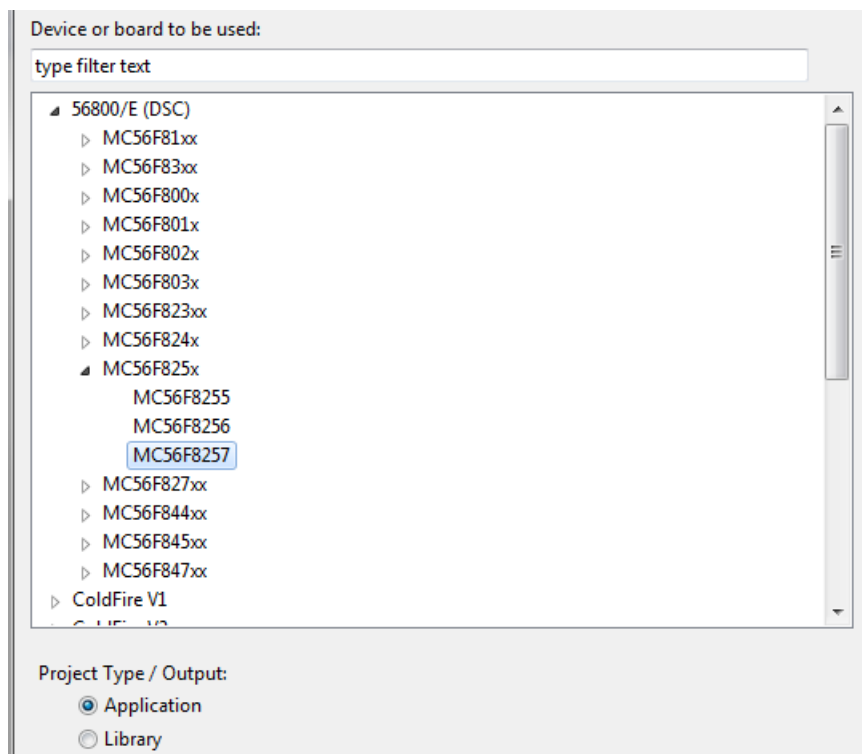 Device or board to be used:
type filter text
56800/E (DSC)
MC56F81xx
MC56F83xx
MC56F800x
MC56F801x
MC56F802x
MC56F803x
MC56F823xx
MC56F824x
MC56F825x
MC56F8255
MC56F8256
MC56F8257
MC56F827xx
MC56F844xx
MC56F845xx
MC56F847xx
ColdFire V1
Project Type / Output:
Application
Library